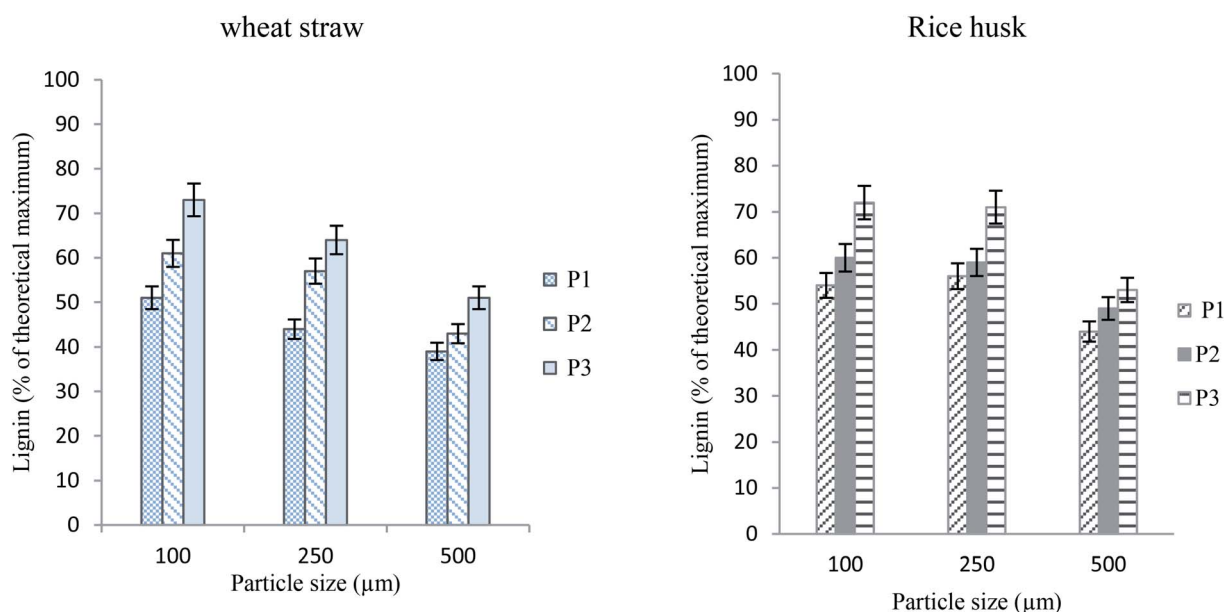 wheat straw
Lignin (% of theoretical maximum)
100
90
80
70
60
50
40
30
20
10
0
100 250 500
Particle size (µm)
P1
P2
P3
Rice husk
Lignin (% of theoretical maximum)
100
90
80
70
60
50
40
30
20
10
0
100 250 500
Particle size (µm)
P1
P2
P3